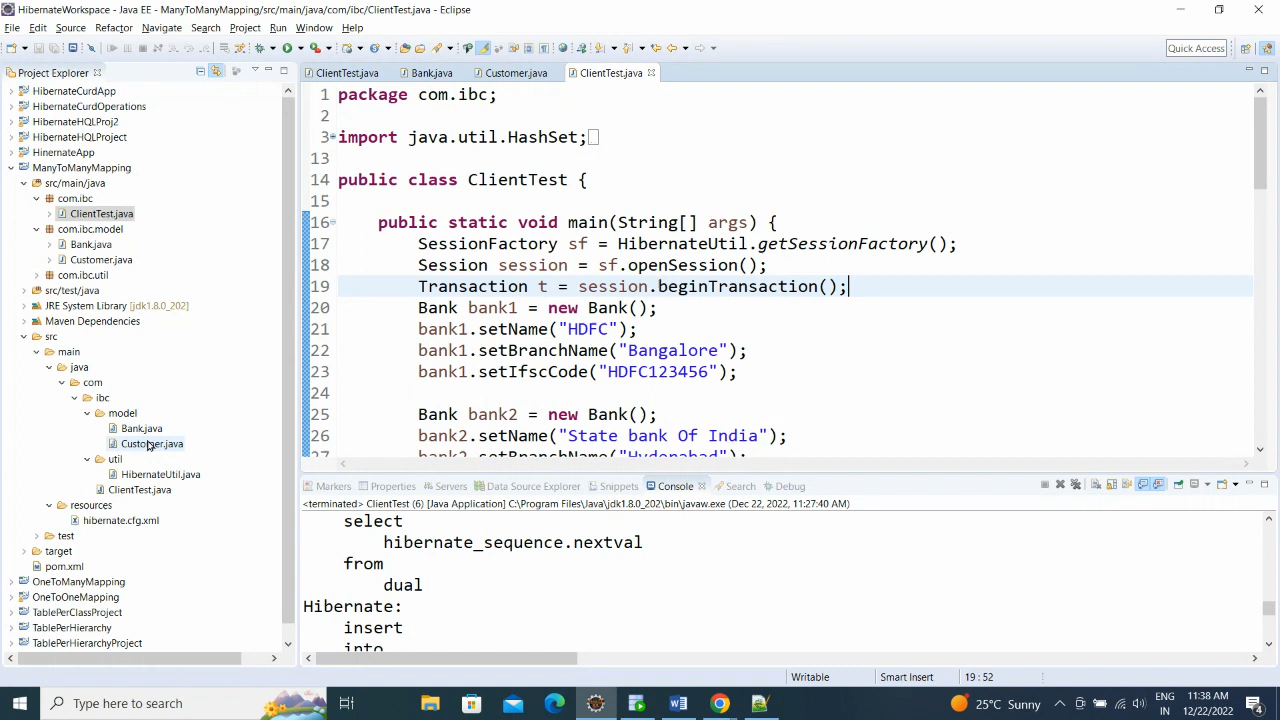 HibernateWorkspace - Java EE - ManyToManyMapping/src/main/java/com/ibc/ClientTest.java - Eclipse
File Edit Source Refactor Navigate Search Project Run Window Help
Quick Access
Project Explorer
HibernateCurdApp
HibernateCurdOperations
HibernateHQLProj2
HibernateHQLProject
HinernateApp
ManyToManyMapping
src/main/java
com.ibc
ClientTest.java
com.ibc.model
Bank.java
Customer.java
com.ibc.util
src/test/java
JRE System Library [jdk1.8.0_202]
Maven Dependencies
src
main
java
com
ibc
model
Bank.java
Customer.java
util
HibernateUtil.java
ClientTest.java
resources
hibernate.cfg.xml
test
target
pom.xml
OneToManyMapping
OneToOneMapping
TablePerClassProject
TablePerHierarchy
TablePerHierarchyProject
ClientTest.java Bank.java Customer.java ClientTest.java
1 package com.ibc;
2
3 import java.util.HashSet;
13
14 public class ClientTest {
15
16 public static void main(String[] args) {
17 SessionFactory sf = HibernateUtil.getSessionFactory();
18 Session session = sf.openSession();
19 Transaction t = session.beginTransaction();
20 Bank bank1 = new Bank();
21 bank1.setName("HDFC");
22 bank1.setBranchName("Bangalore");
23 bank1.setIfscCode("HDFC123456");
24
25 Bank bank2 = new Bank();
26 bank2.setName("State bank Of India");
27 bank2.setBranchName("Hyderabad");
Markers Properties Servers Data Source Explorer Snippets Console Search Debug
<terminated> ClientTest (6) [Java Application] C:\Program Files\Java\jdk1.8.0_202\bin\javaw.exe (Dec 22, 2022, 11:27:40 AM)
select
hibernate_sequence.nextval
from
dual
Hibernate:
insert
into
Writable Smart Insert 19 : 52
Type here to search
25°C Sunny
ENG
IN
11:38 AM
12/22/2022
4